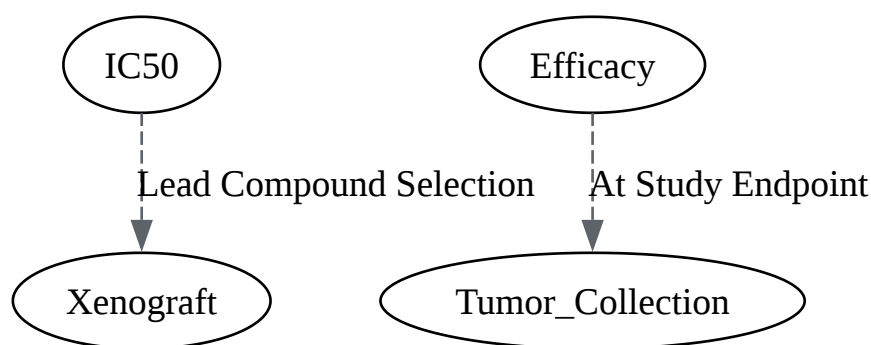 IC50
Efficacy
Lead Compound Selection
At Study Endpoint
Xenograft
Tumor_Collection